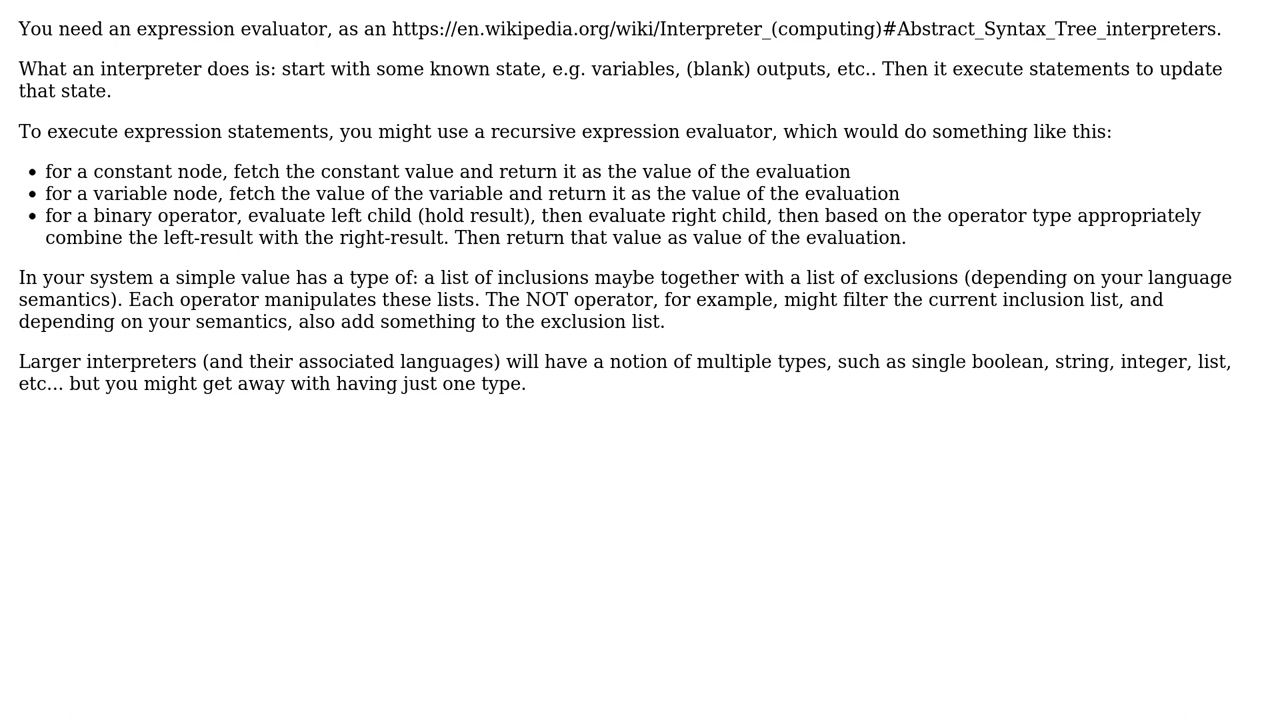 You need an expression evaluator, as an https://en.wikipedia.org/wiki/Interpreter_(computing)#Abstract_Syntax_Tree_interpreters.
What an interpreter does is: start with some known state, e.g. variables, (blank) outputs, etc.. Then it execute statements to update
that state.
To execute expression statements, you might use a recursive expression evaluator, which would do something like this:
• for a constant node, fetch the constant value and return it as the value of the evaluation
• for a variable node, fetch the value of the variable and return it as the value of the evaluation
• for a binary operator, evaluate left child (hold result), then evaluate right child, then based on the operator type appropriately
combine the left-result with the right-result. Then return that value as value of the evaluation.
In your system a simple value has a type of: a list of inclusions maybe together with a list of exclusions (depending on your language
semantics). Each operator manipulates these lists. The NOT operator, for example, might filter the current inclusion list, and
depending on your semantics, also add something to the exclusion list.
Larger interpreters (and their associated languages) will have a notion of multiple types, such as single boolean, string, integer, list,
etc... but you might get away with having just one type.